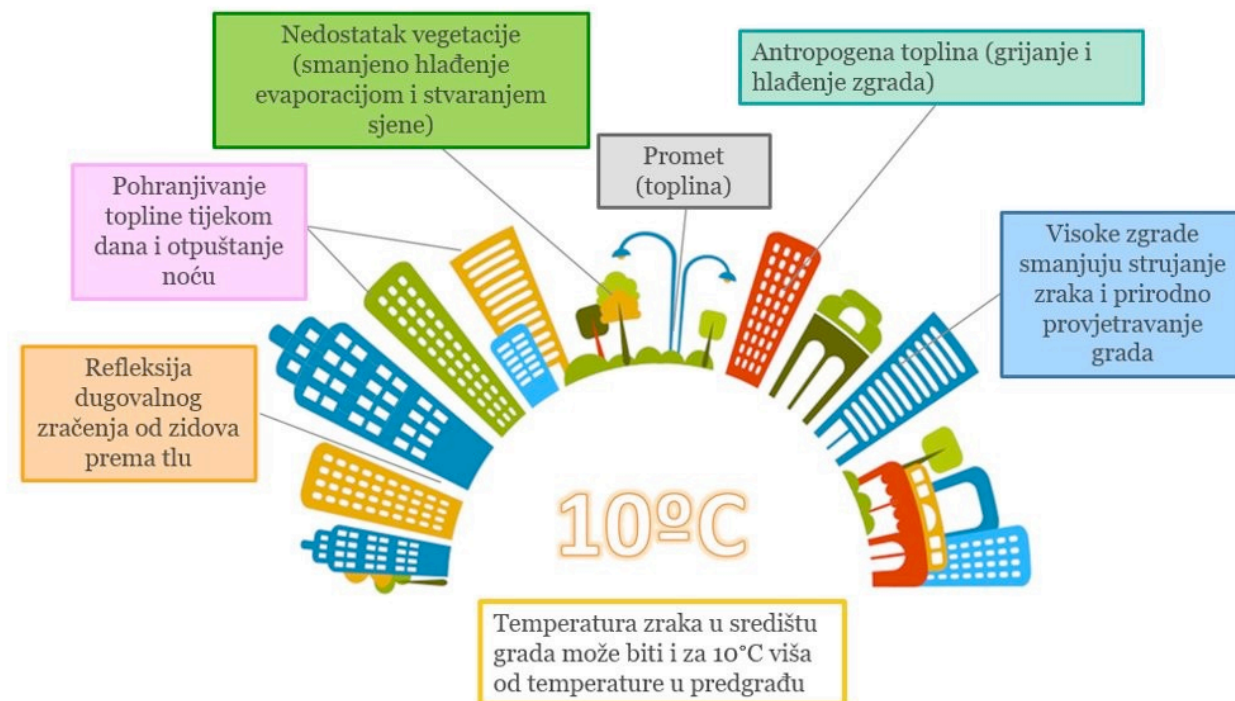 Nedostatak vegetacije
(smanjeno hlađenje
evaporacijom i stvaranjem
sjene)
Antropogena toplina (grijanje i
hlađenje zgrada)
Promet
(toplina)
Pohranjivanje
topline tijekom
dana i otpuštanje
noću
Visoke zgrade
smanjuju strujanje
zraka i prirodno
provjetravanje
grada
Refleksija
dugovalnog
zračenja od zidova
prema tlu
10ºC
Temperatura zraka u središtu
grada može biti i za 10°C viša
od temperature u predgrađu